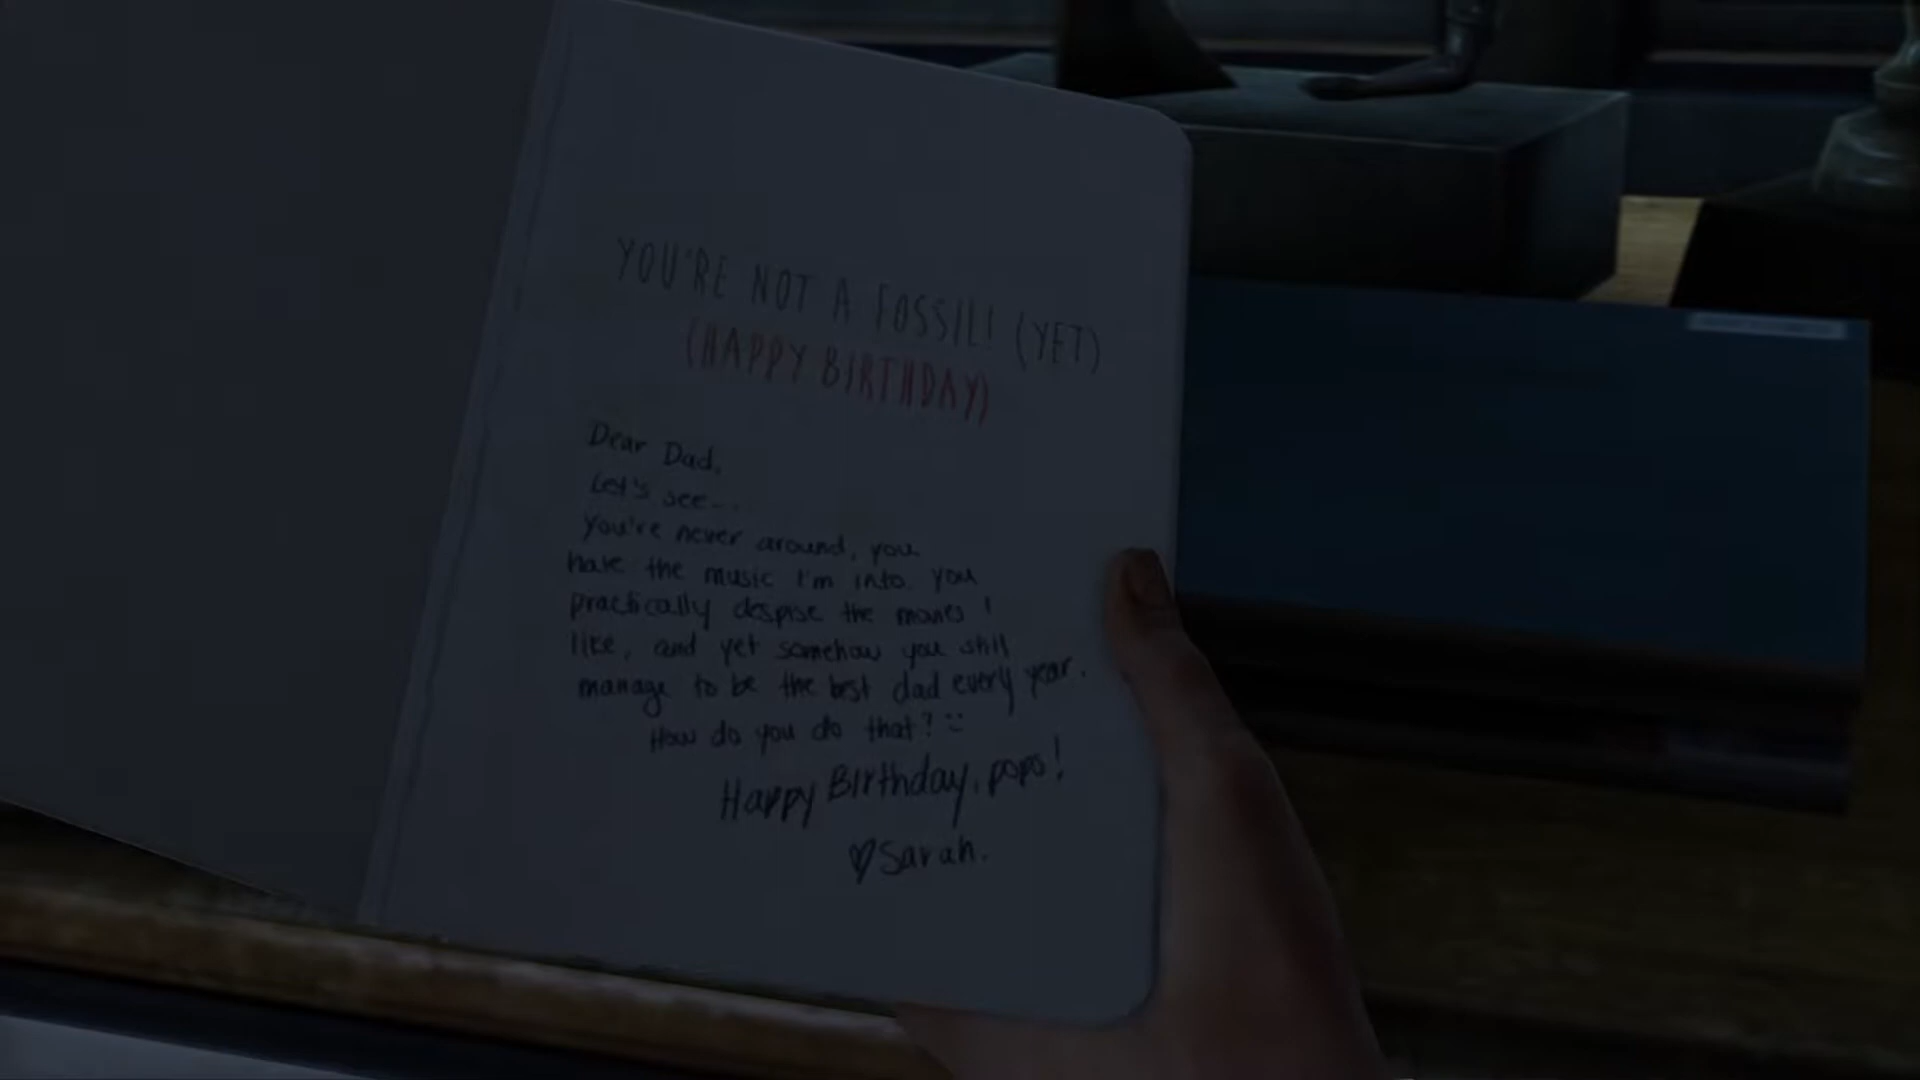 YOU'RE NOT A FOSSIL! (YET)
(HAPPY BIRTHDAY)
Dear Dad,
Let's see...
You're never around, you
hate the music I'm into. you
practically despise the movies I
like, and yet somehow you still
manage to be the best dad every year.
How do you do that? :)
Happy Birthday, pops!
♡ Sarah.